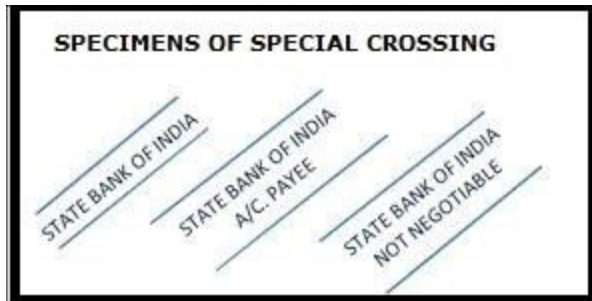 SPECIMENS OF SPECIAL CROSSING
STATE BANK OF INDIA
STATE BANK OF INDIA
A/C. PAYEE
STATE BANK OF INDIA
NOT NEGOTIABLE